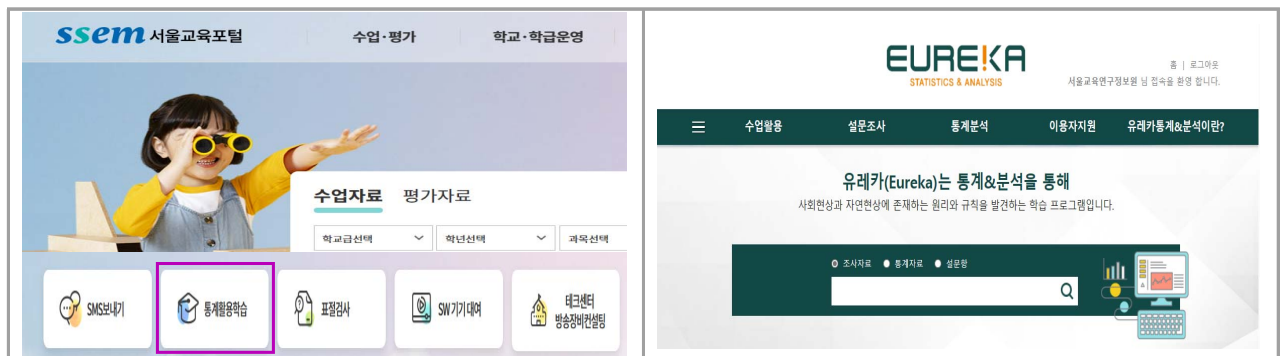 ssem 서울교육포털
수업·평가
학교·학급운영
수업자료 평가자료
학교급선택
학년선택
과목선택
SMS보내기
통계활용학습
표절검사
SW기기대여
테크센터
방송장비컨설팅
EUREKA
STATISTICS & ANALYSIS
홈 | 로그아웃
서울교육연구정보원 님 접속을 환영 합니다.
수업활용
설문조사
통계분석
이용자지원
유레카통계&분석이란?
유레카(Eureka)는 통계&분석을 통해
사회현상과 자연현상에 존재하는 원리와 규칙을 발견하는 학습 프로그램입니다.
조사자료 통계자료 설문항